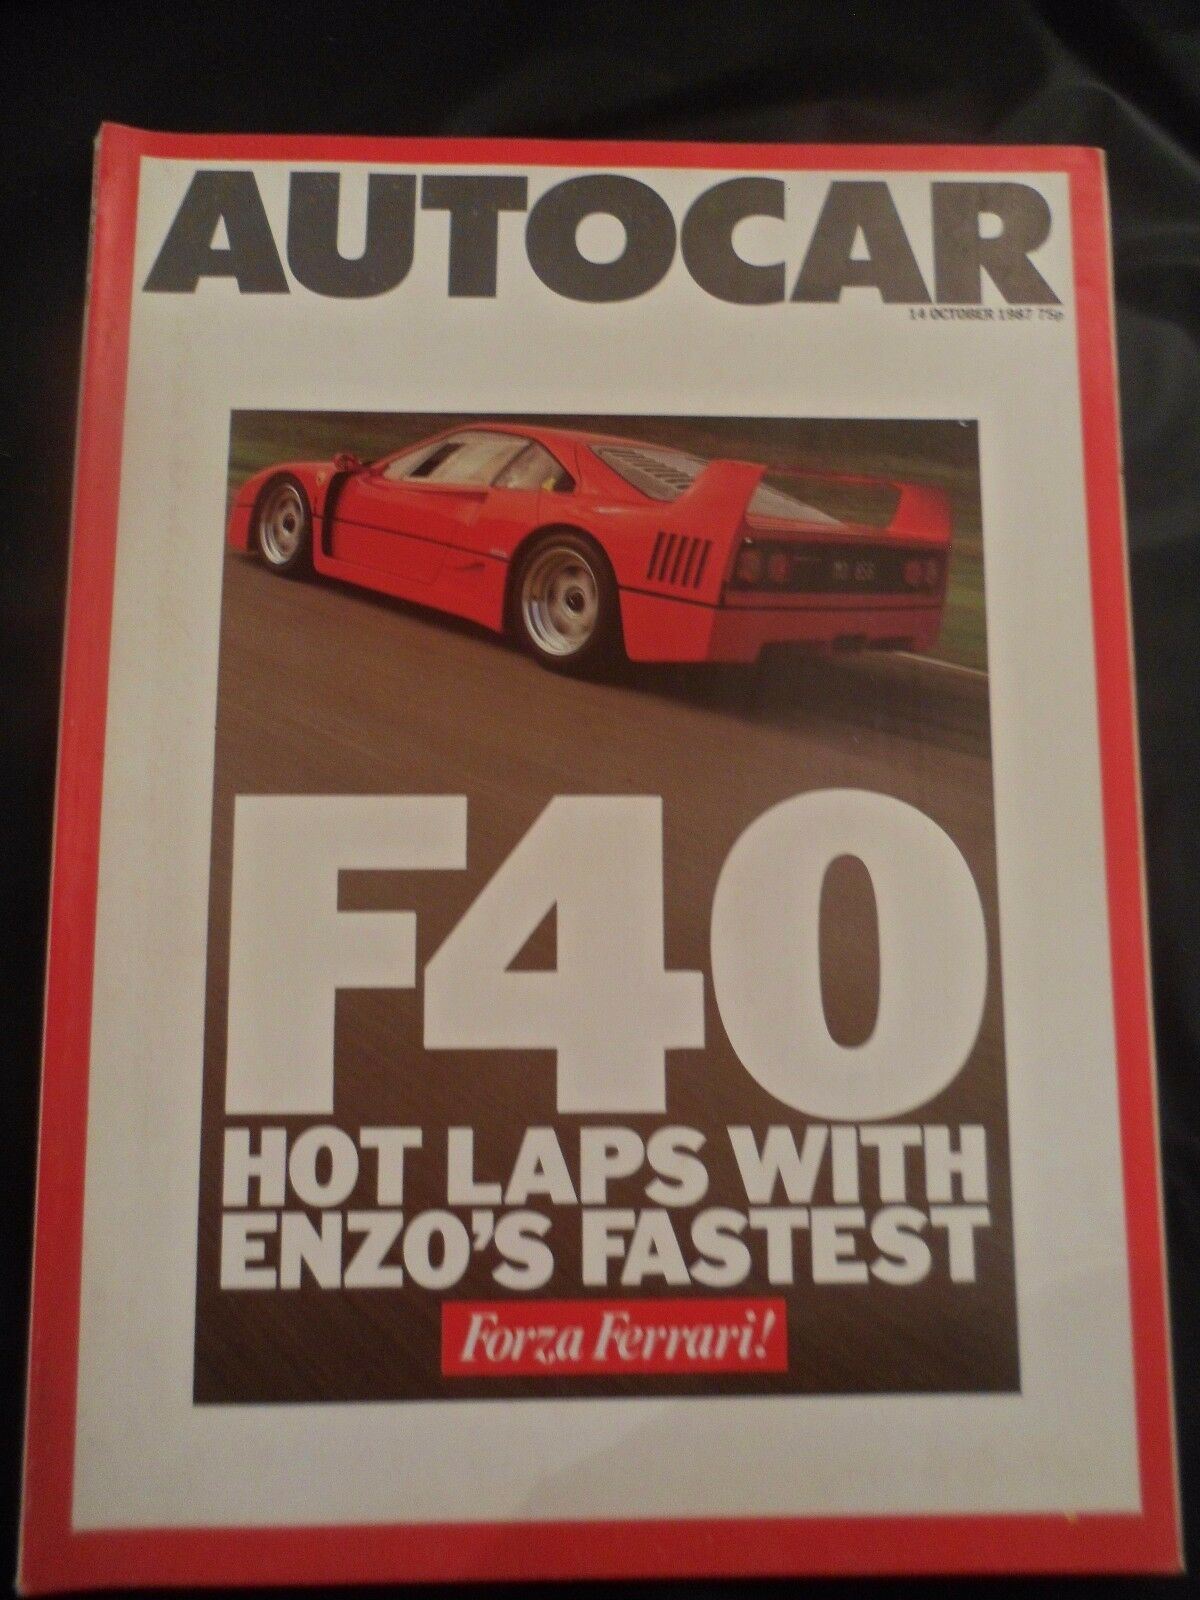 AUTOCAR
14 OCTOBER 1987 75p
F40
HOT LAPS WITH
ENZO'S FASTEST
Forza Ferrari!